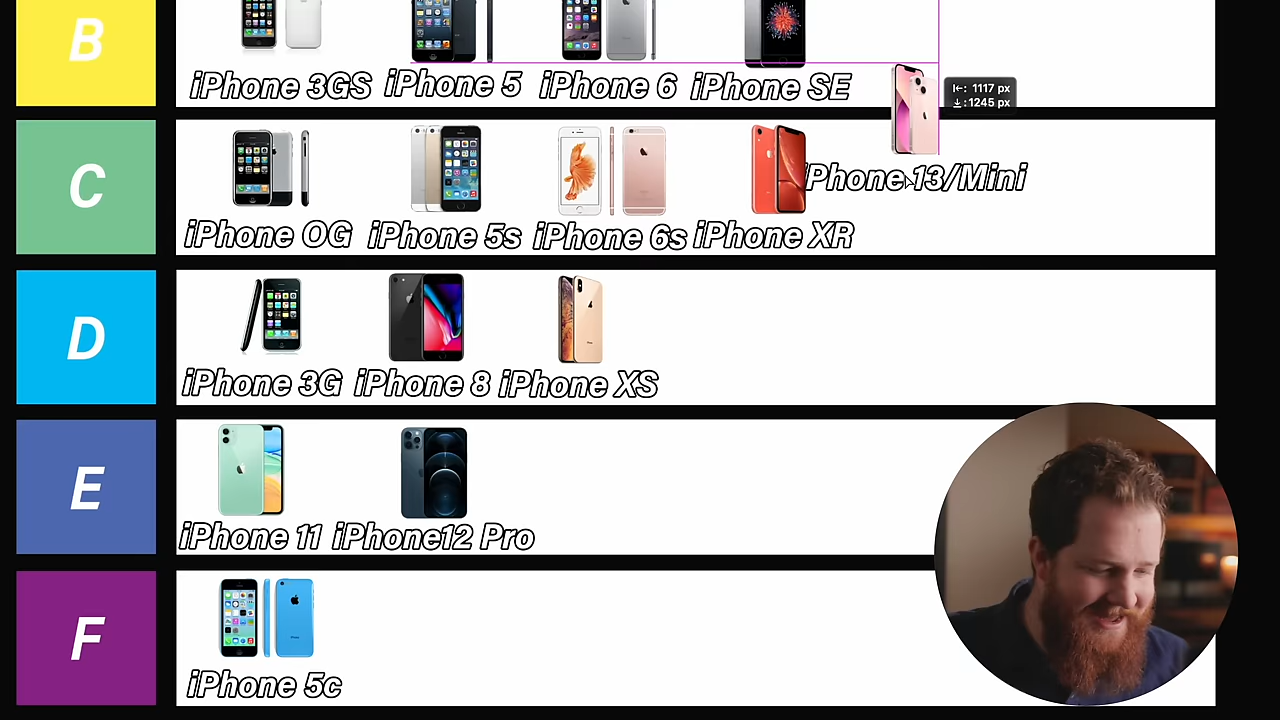 B
iPhone 3GS iPhone 5 iPhone 6 iPhone SE
: 1117 px
: 1245 px
C
iPhone 13/Mini
iPhone OG iPhone 5s iPhone 6s iPhone XR
D
iPhone 3G iPhone 8 iPhone XS
E
iPhone 11 iPhone12 Pro
F
iPhone 5c